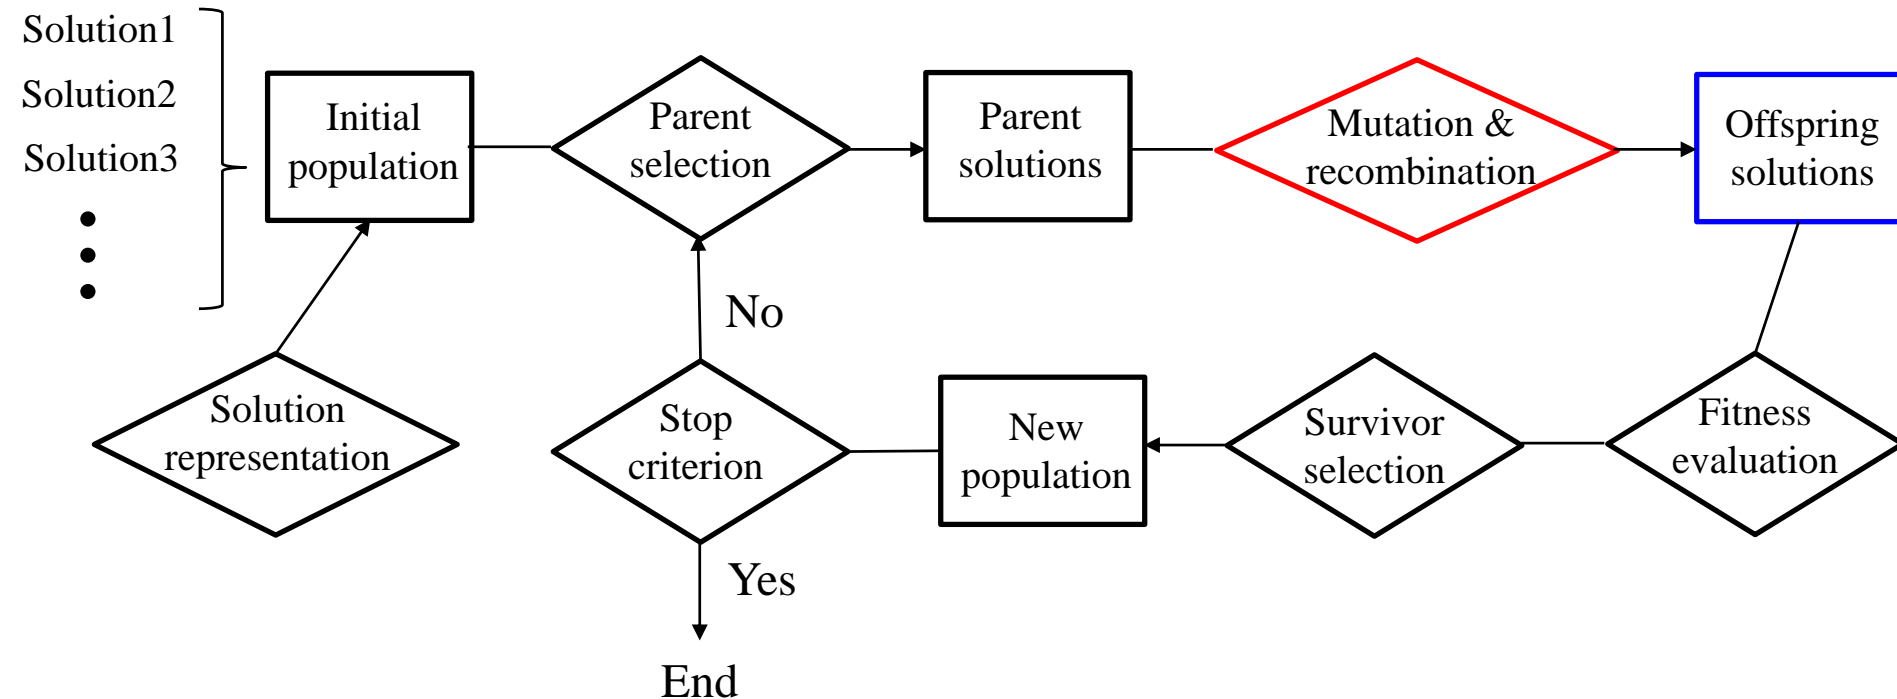 Solution1
Solution2
Solution3
Initial
population
Parent
selection
Parent
solutions
Mutation &
recombination
Offspring
solutions
No
Solution
representation
Stop
criterion
New
population
Survivor
selection
Fitness
evaluation
Yes
End